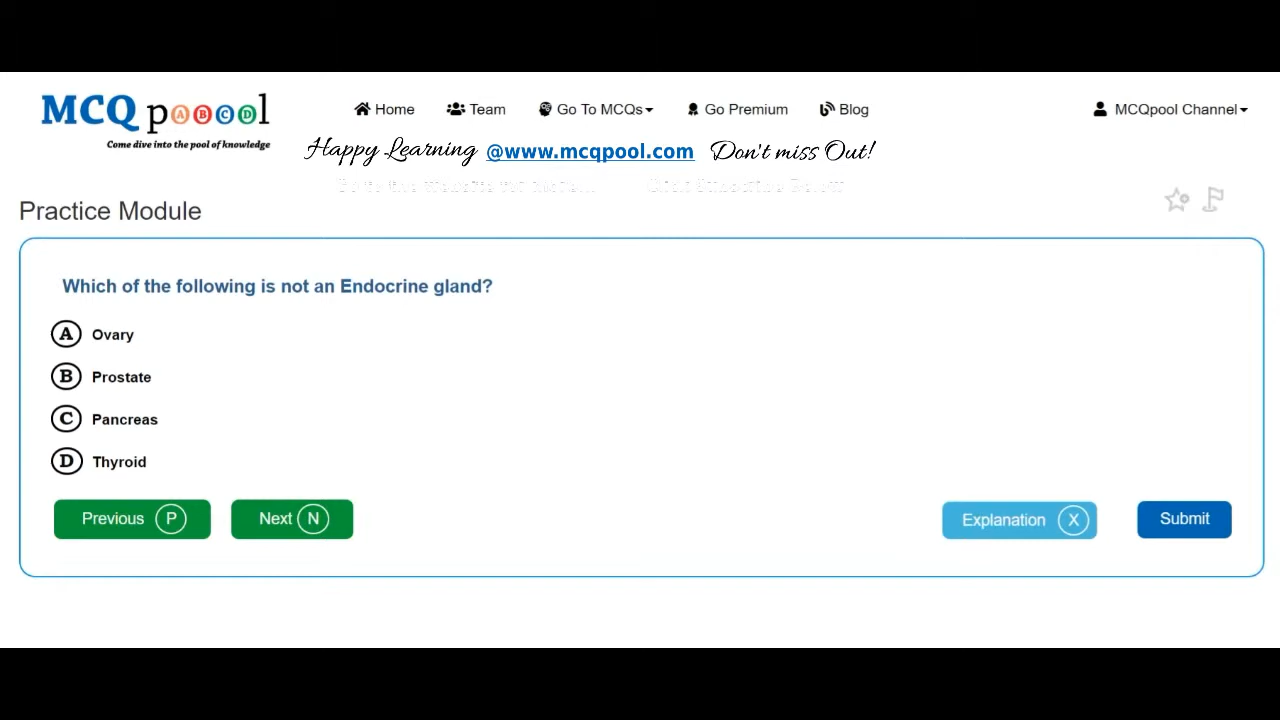 MCQ pooool
Come dive into the pool of knowledge
Home Team Go To MCQs Go Premium Blog MCQpool Channel
Happy Learning @www.mcqpool.com Don't miss Out!
Practice Module
Which of the following is not an Endocrine gland?
A Ovary
B Prostate
C Pancreas
D Thyroid
Previous P Next N Explanation X Submit